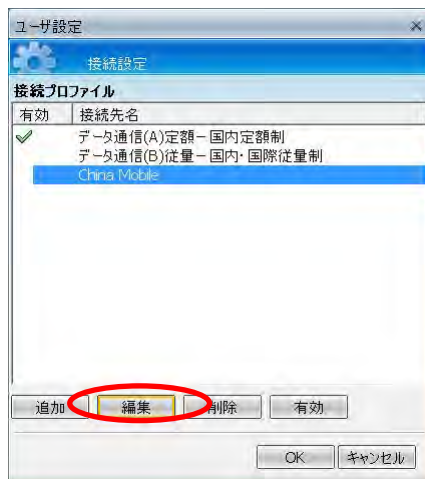 ユーザ設定
接続設定
接続プロファイル
有効 接続先名
データ通信(A)定額－国内定額制
データ通信(B)従量－国内・国際従量制
China Mobile
追加 編集 削除 有効
OK キャンセル